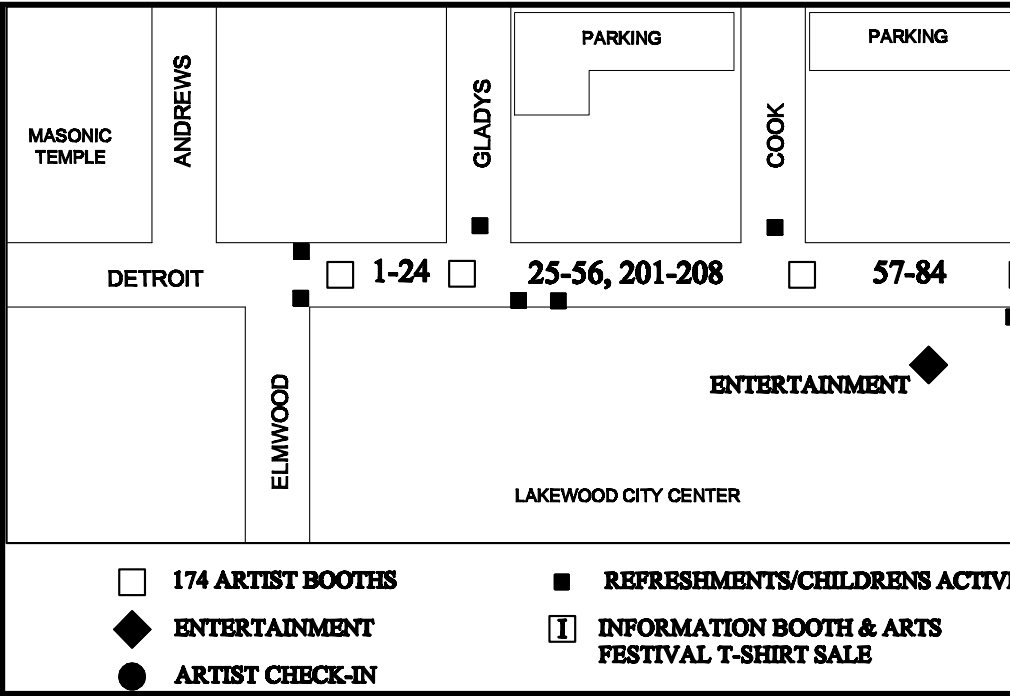 PARKING
PARKING
ANDREWS
GLADYS
COOK
MASONIC
TEMPLE
DETROIT
1-24
25-56, 201-208
57-84
ENTERTAINMENT
ELMWOOD
LAKEWOOD CITY CENTER
174 ARTIST BOOTHS
REFRESHMENTS/CHILDRENS
ENTERTAINMENT
I INFORMATION BOOTH & ARTS
FESTIVAL T-SHIRT SALE
ARTIST CHECK-IN